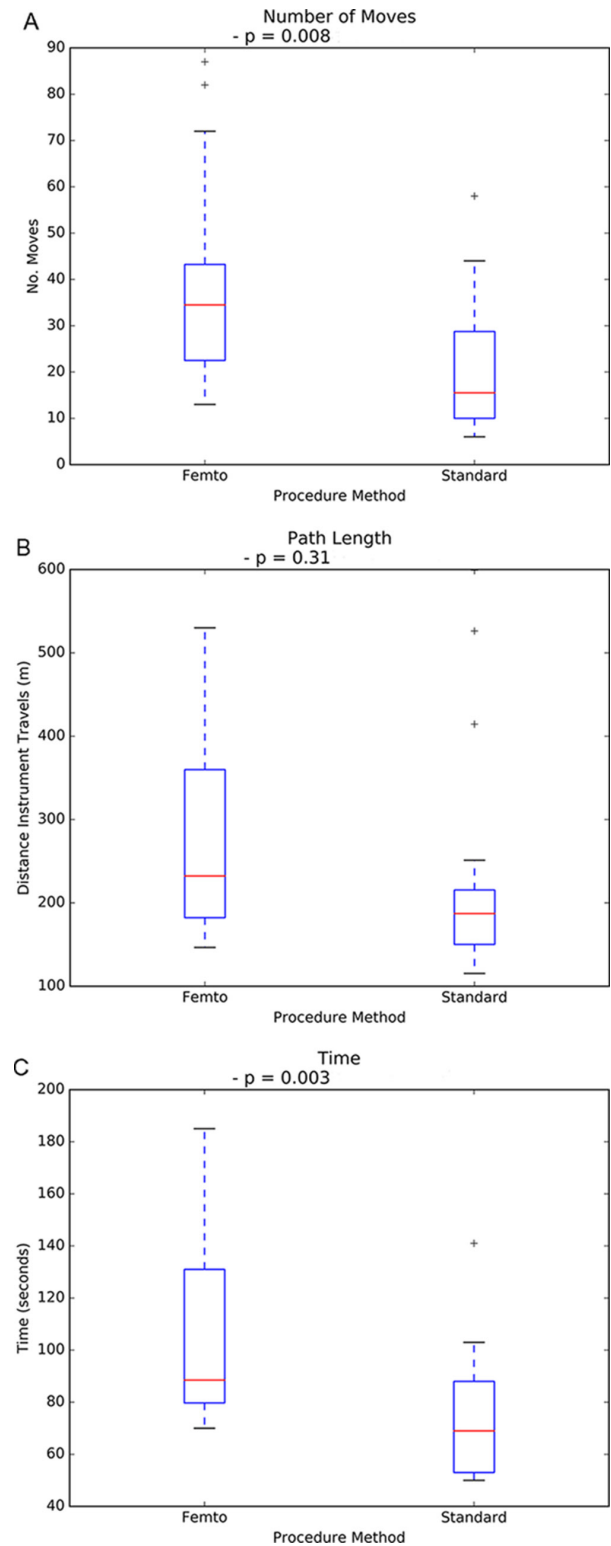 A
Number of Moves
- p = 0.008
90
80
70
60
50
40
30
20
10
0
No. Moves
Femto Standard
Procedure Method
B
Path Length
- p = 0.31
600
500
400
300
200
100
Distance Instrument Travels (m)
Femto Standard
Procedure Method
C
Time
- p = 0.003
200
180
160
140
120
100
80
60
40
Time (seconds)
Femto Standard
Procedure Method